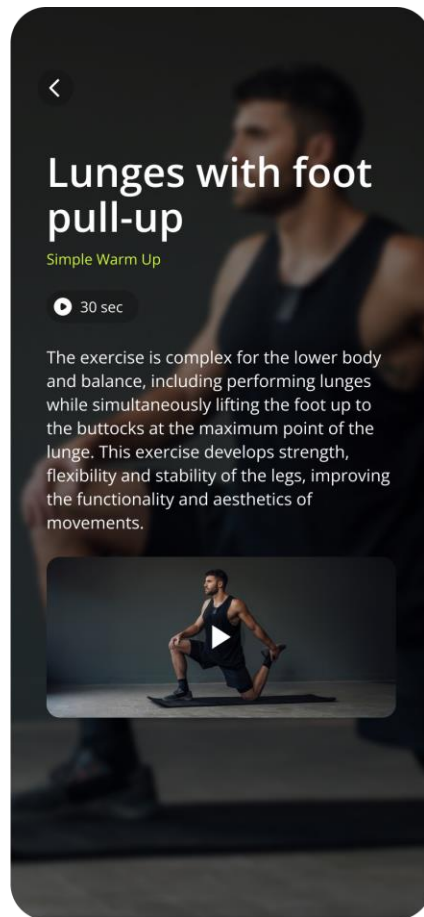 Lunges with foot
pull-up
Simple Warm Up
30 sec
The exercise is complex for the lower body
and balance, including performing lunges
while simultaneously lifting the foot up to
the buttocks at the maximum point of the
lunge. This exercise develops strength,
flexibility and stability of the legs, improving
the functionality and aesthetics of
movements.